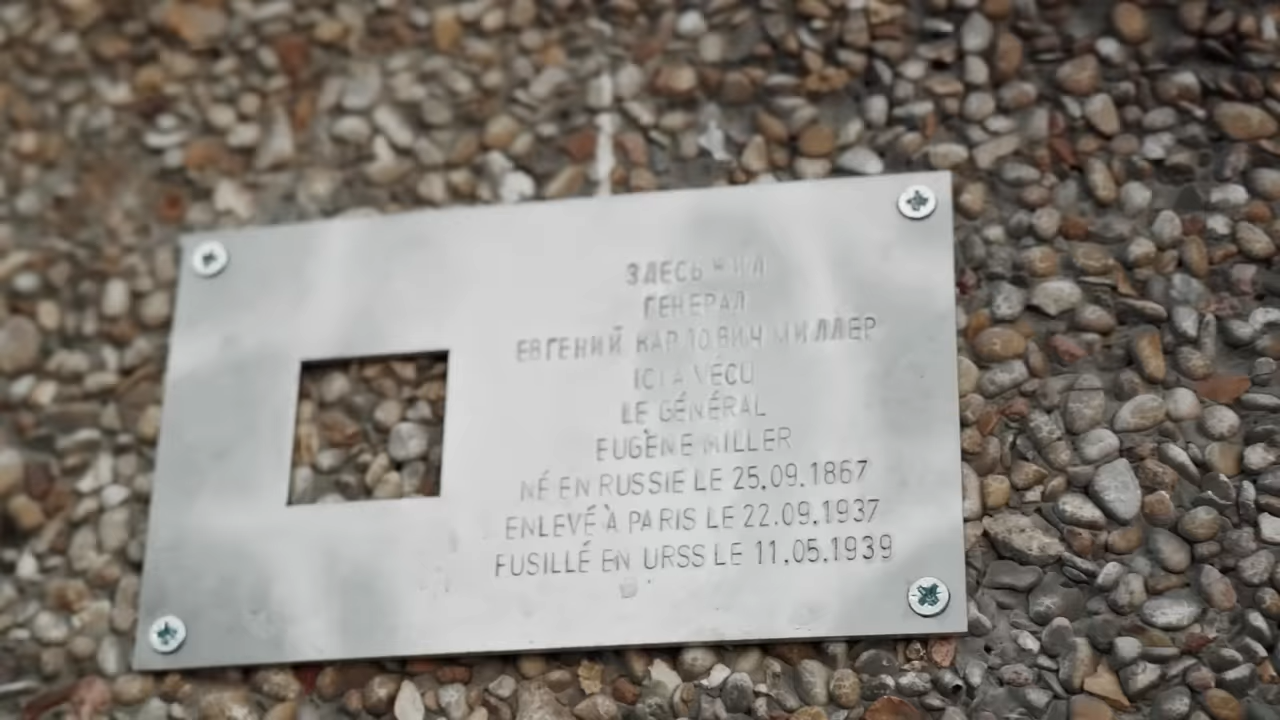 ЗДЕСЬ ЖИЛ
ГЕНЕРАЛ
ЕВГЕНИЙ КАРЛОВИЧ МИЛЛЕР
ICI A VÉCU
LE GÉNÉRAL
EUGÈNE MILLER
NÉ EN RUSSIE LE 25.09.1867
ENLEVÉ À PARIS LE 22.09.1937
FUSILLÉ EN URSS LE 11.05.1939